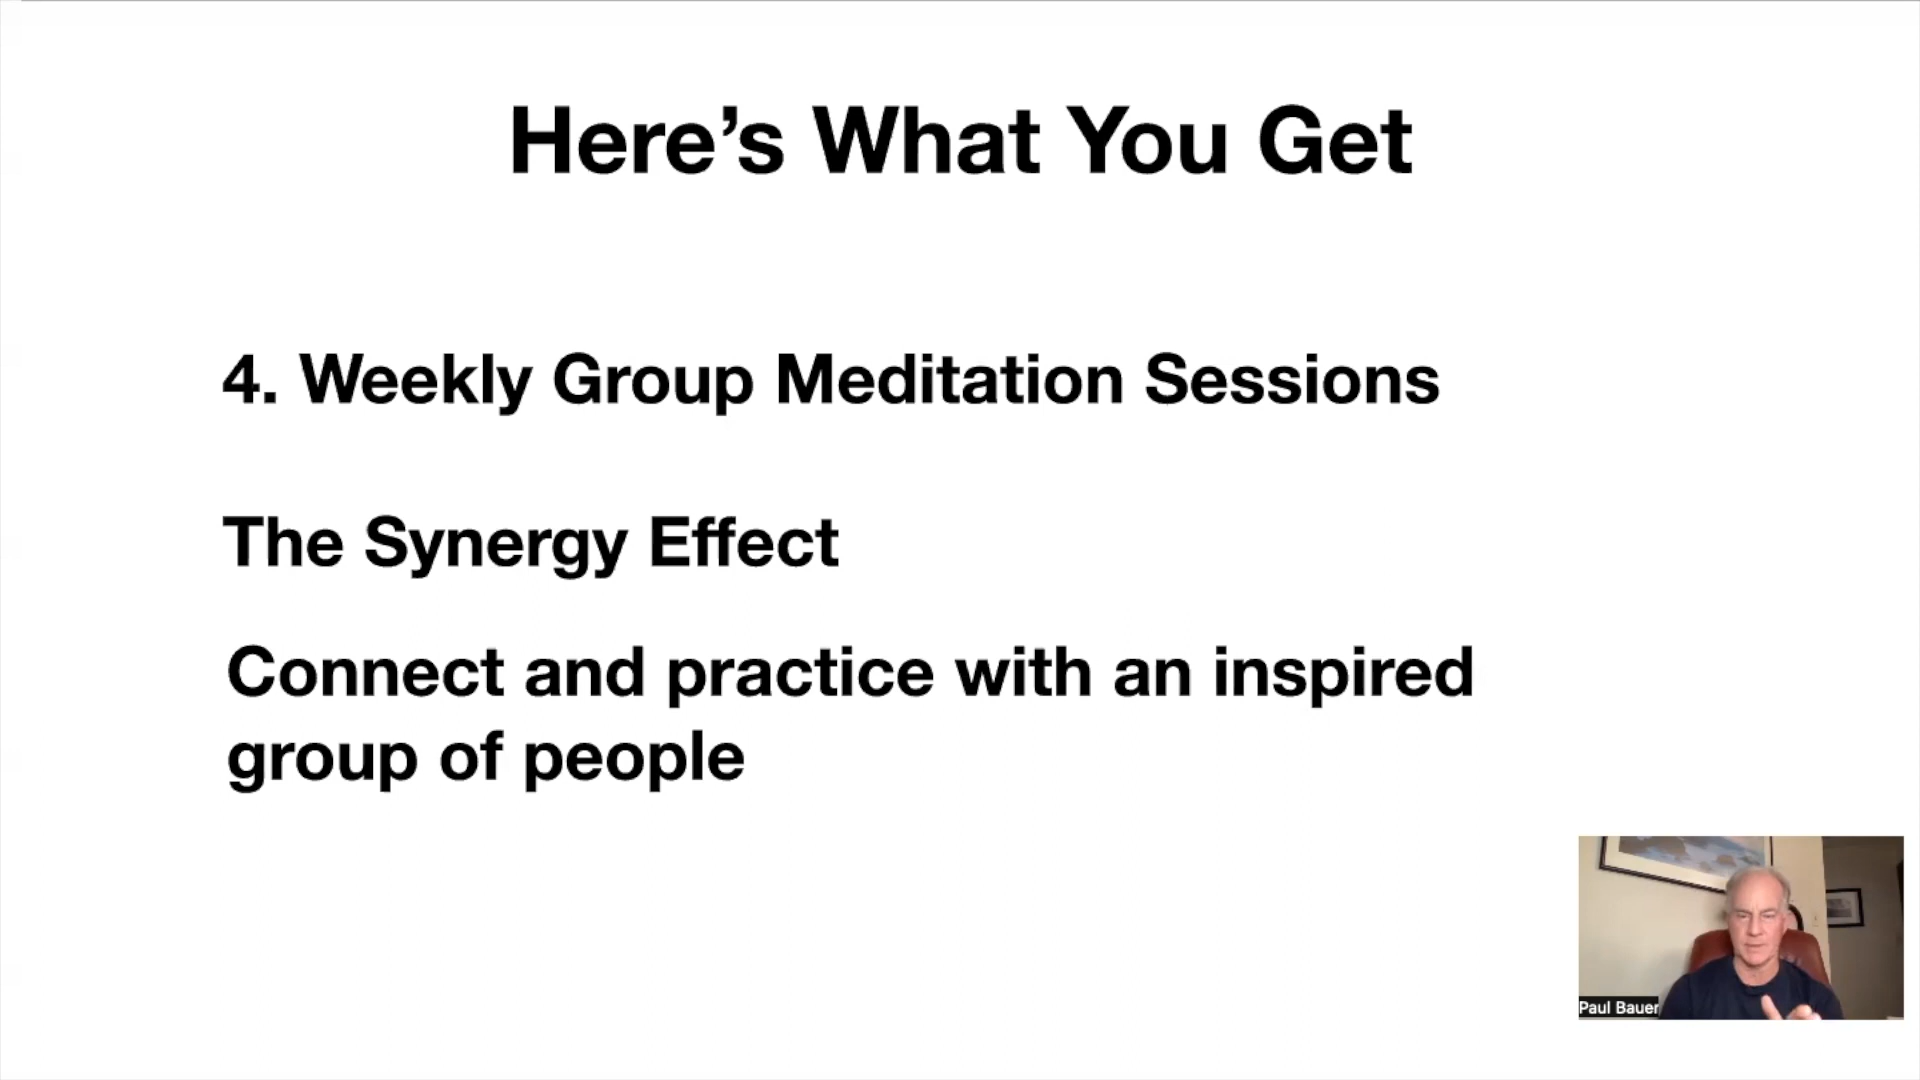 Here’s What You Get
4. Weekly Group Meditation Sessions
The Synergy Effect
Connect and practice with an inspired
group of people
Paul Bauer